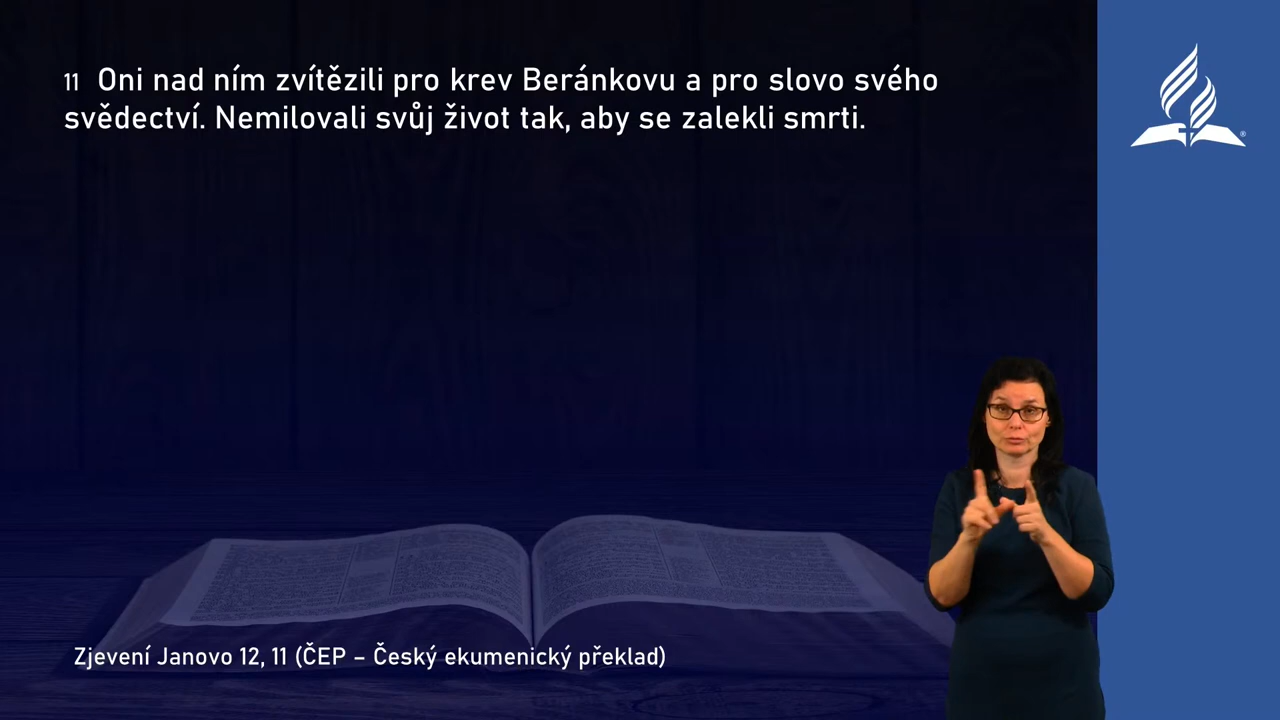 11 Oni nad ním zvítězili pro krev Beránkovu a pro slovo svého
svědectví. Nemilovali svůj život tak, aby se zalekli smrti.
Zjevení Janovo 12, 11 (ČEP – Český ekumenický překlad)